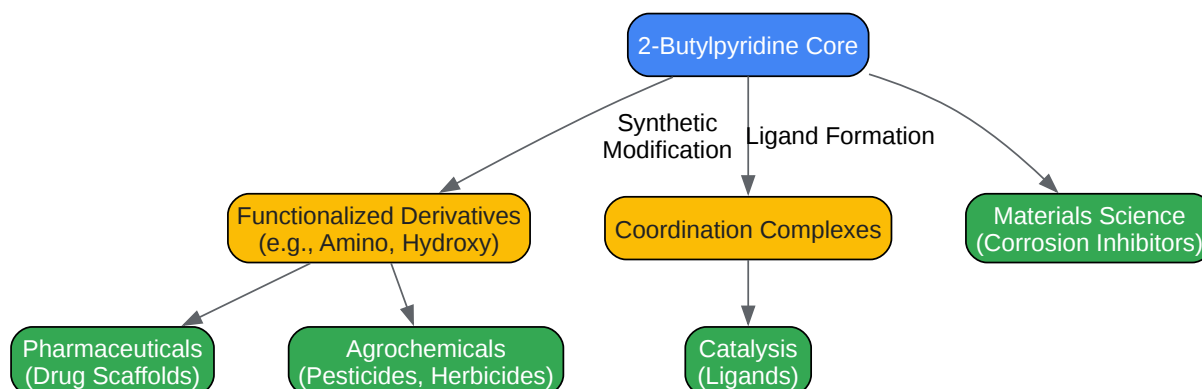 2-Butylpyridine Core
Synthetic
Modification
Ligand Formation
Functionalized Derivatives
(e.g., Amino, Hydroxy)
Coordination Complexes
Materials Science
(Corrosion Inhibitors)
Pharmaceuticals
(Drug Scaffolds)
Agrochemicals
(Pesticides, Herbicides)
Catalysis
(Ligands)